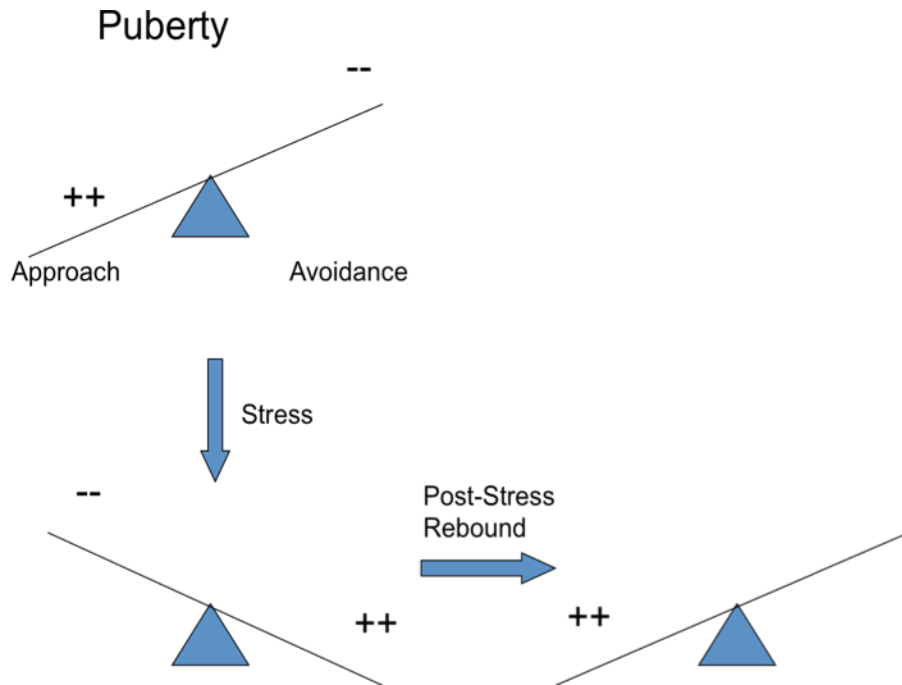 Puberty
--
++
Approach
Avoidance
Stress
--
Post-Stress
Rebound
++
++